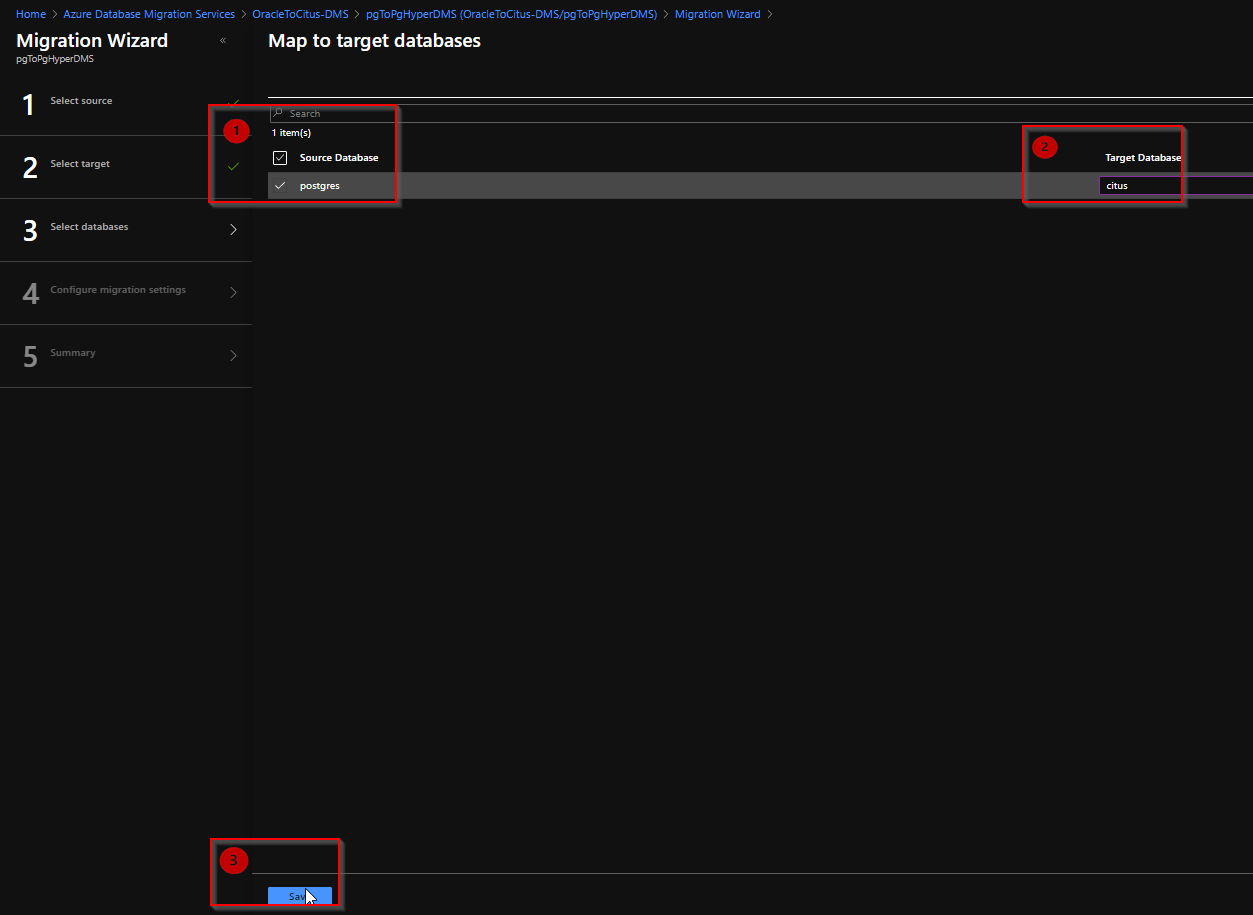 Home > Azure Database Migration Services > OracleToCitus-DMS > pgToPgHyperDMS (OracleToCitus-DMS/pgToPgHyperDMS) > Migration Wizard >
Migration Wizard «
pgToPgHyperDMS
1 Select source
2 Select target
3 Select databases
4 Configure migration settings
5 Summary
Map to target databases
1
Search
1 item(s)
Source Database
postgres
2
Target Database
citus
3